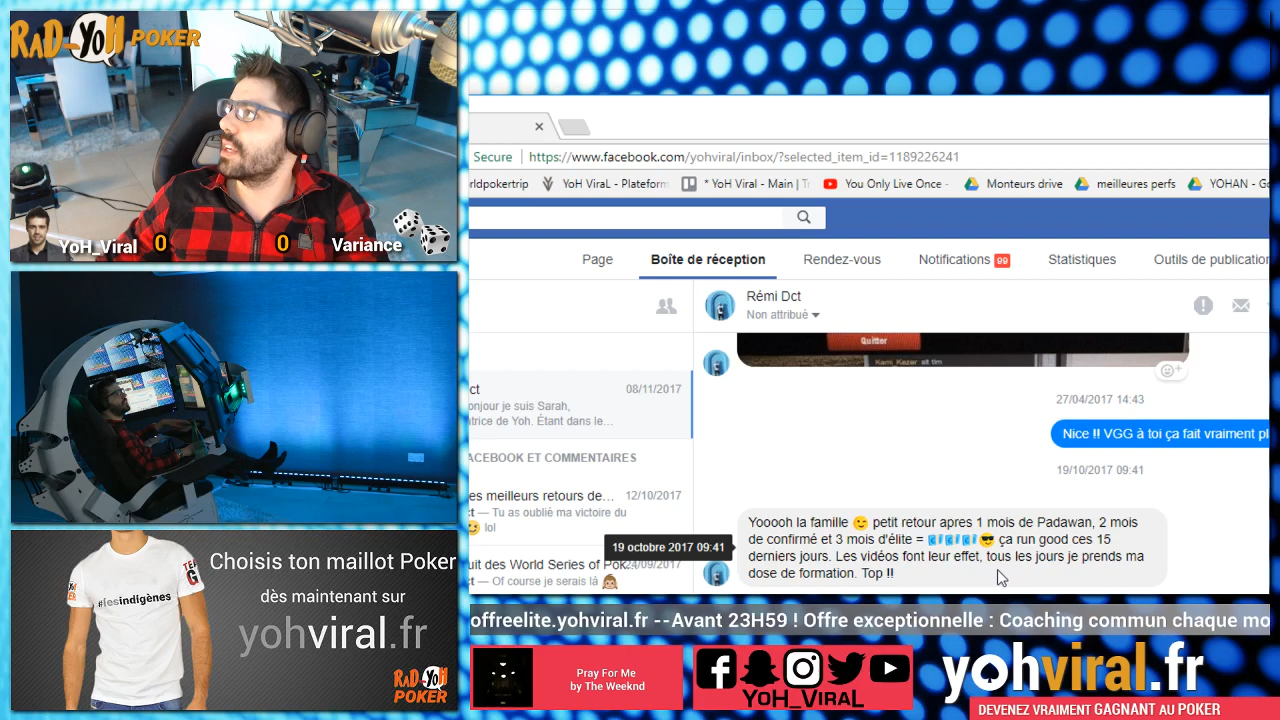 RaD-YoH POKER
YoH_Viral 0
0 Variance
Choisis ton maillot Poker
dès maintenant sur
yohviral.fr
#lesindigènes
RaD-YoH
POKER
Secure https://www.facebook.com/yohviral/inbox/?selected_item_id=1189226241
rldpokertrip
YoH ViraL - Plateform
* YoH Viral - Main | Tr
You Only Live Once -
Monteurs drive
meilleures perfs
YOHAN - Go
Page
Boîte de réception
Rendez-vous
Notifications 99
Statistiques
Outils de publication
Rémi Dct
Non attribué
ct 08/11/2017
onjour je suis Sarah,
trice de Yoh. Étant dans le...
ACEBOOK ET COMMENTAIRES
es meilleurs retours de... 12/10/2017
ct — Tu as oublié ma victoire du
lol
uit des World Series of Pok... 24/09/2017
ct — Of course je serais là
Quitter
27/04/2017 14:43
Nice !! VGG à toi ça fait vraiment pl
19/10/2017 09:41
19 octobre 2017 09:41
Yooooh la famille 😉 petit retour apres 1 mois de Padawan, 2 mois
de confirmé et 3 mois d'élite = 😎 ça run good ces 15
derniers jours. Les vidéos font leur effet, tous les jours je prends ma
dose de formation. Top !!
offreelite.yohviral.fr --Avant 23H59 ! Offre exceptionnelle : Coaching commun chaque mo
Pray For Me
by The Weeknd
YoH_ViraL
yohviral.fr
DEVENEZ VRAIMENT GAGNANT AU POKER